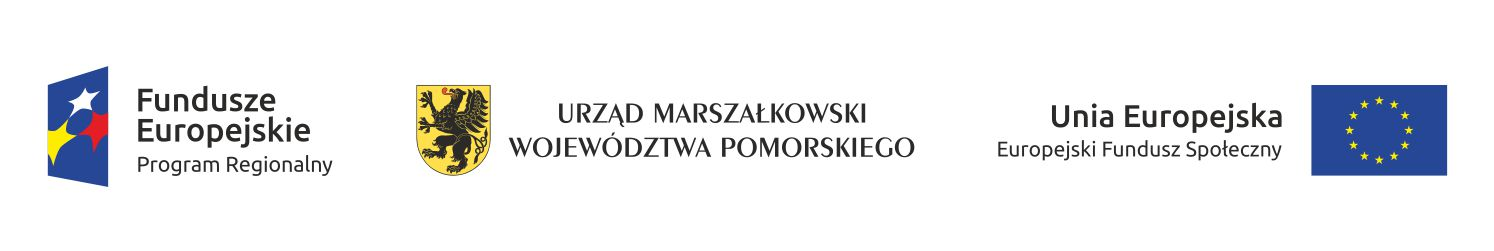 Fundusze
Europejskie
Program Regionalny
URZĄD MARSZAŁKOWSKI
WOJEWÓDZTWA POMORSKIEGO
Unia Europejska
Europejski Fundusz Społeczny